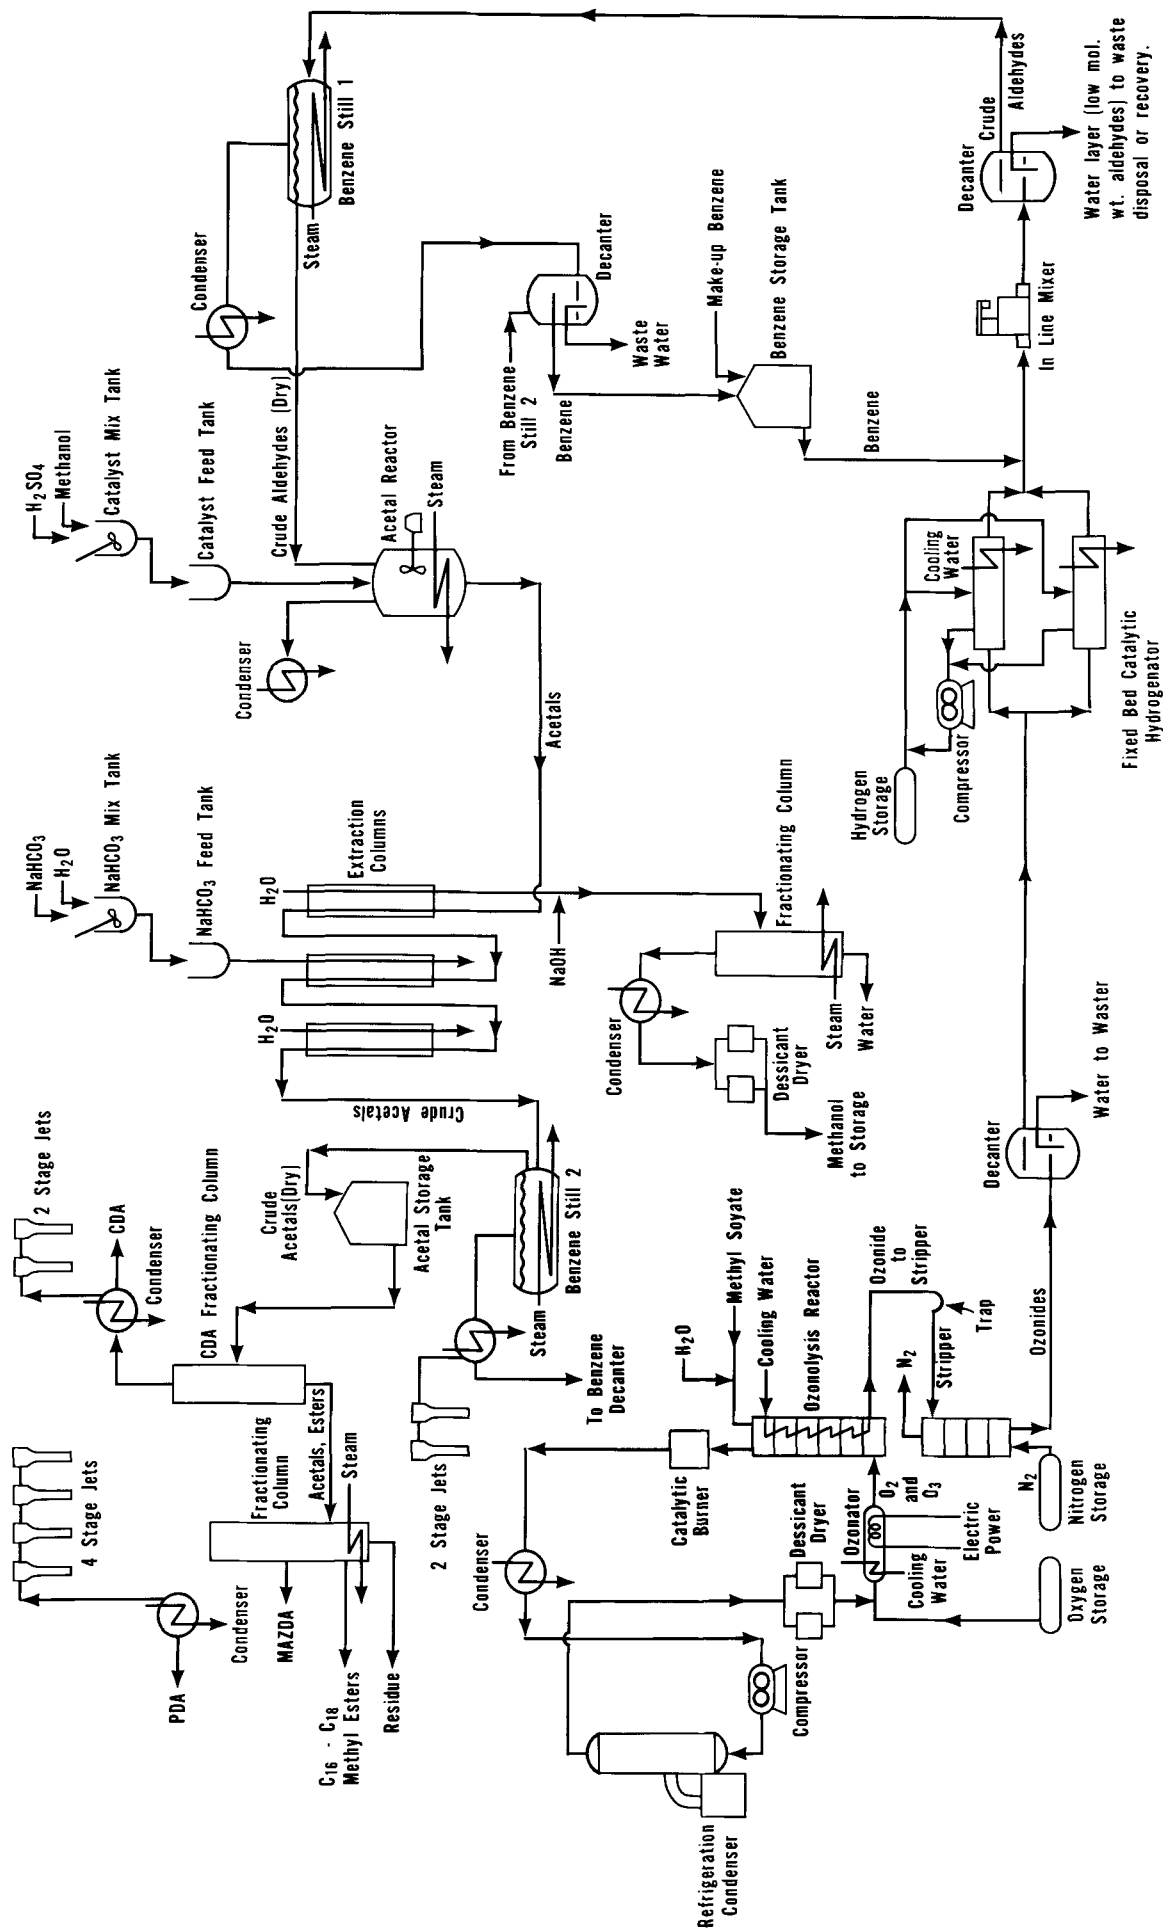 4 Stage Jets
2 Stage Jets
PDA
Condenser
CDA
Condenser
CDA Fractionating Column
MAZDA
Fractionating
Column
Acetals, Esters
Steam
C16 - C18
Methyl Esters
Residue
2 Stage Jets
Steam
To Benzene
Decanter
Benzene Still 2
Crude
Acetals(Dry)
Acetal Storage
Tank
Crude Acetals
H2O
H2O
Extraction
Columns
NaHCO3
H2O
NaHCO3 Mix Tank
NaHCO3 Feed Tank
NaOH
Acetals
H2SO4
Methanol
Catalyst Mix Tank
Catalyst Feed Tank
Condenser
Crude Aldehydes (Dry)
Acetal Reactor
Steam
Condenser
Steam
Benzene Still 1
From Benzene
Still 2
Benzene
Decanter
Waste
Water
Make-up Benzene
Benzene Storage Tank
Benzene
Condenser
Fractionating Column
Steam
Water
Dessicant
Dryer
Methanol
to Storage
Refrigeration
Condenser
Compressor
Condenser
Catalytic
Burner
Dessicant
Dryer
Ozonator
Cooling
Water
Oxygen
Storage
Electric
Power
O2
and
O3
H2O
Methyl Soyate
Cooling Water
Ozonolysis Reactor
Ozonide
to
Stripper
Trap
N2
Stripper
N2
Nitrogen
Storage
Ozonides
Decanter
Water to Waster
Hydrogen
Storage
Compressor
Cooling
Water
Fixed Bed Catalytic
Hydrogenator
In Line Mixer
Decanter
Crude
Aldehydes
Water layer (low mol.
wt. aldehydes) to waste
disposal or recovery.